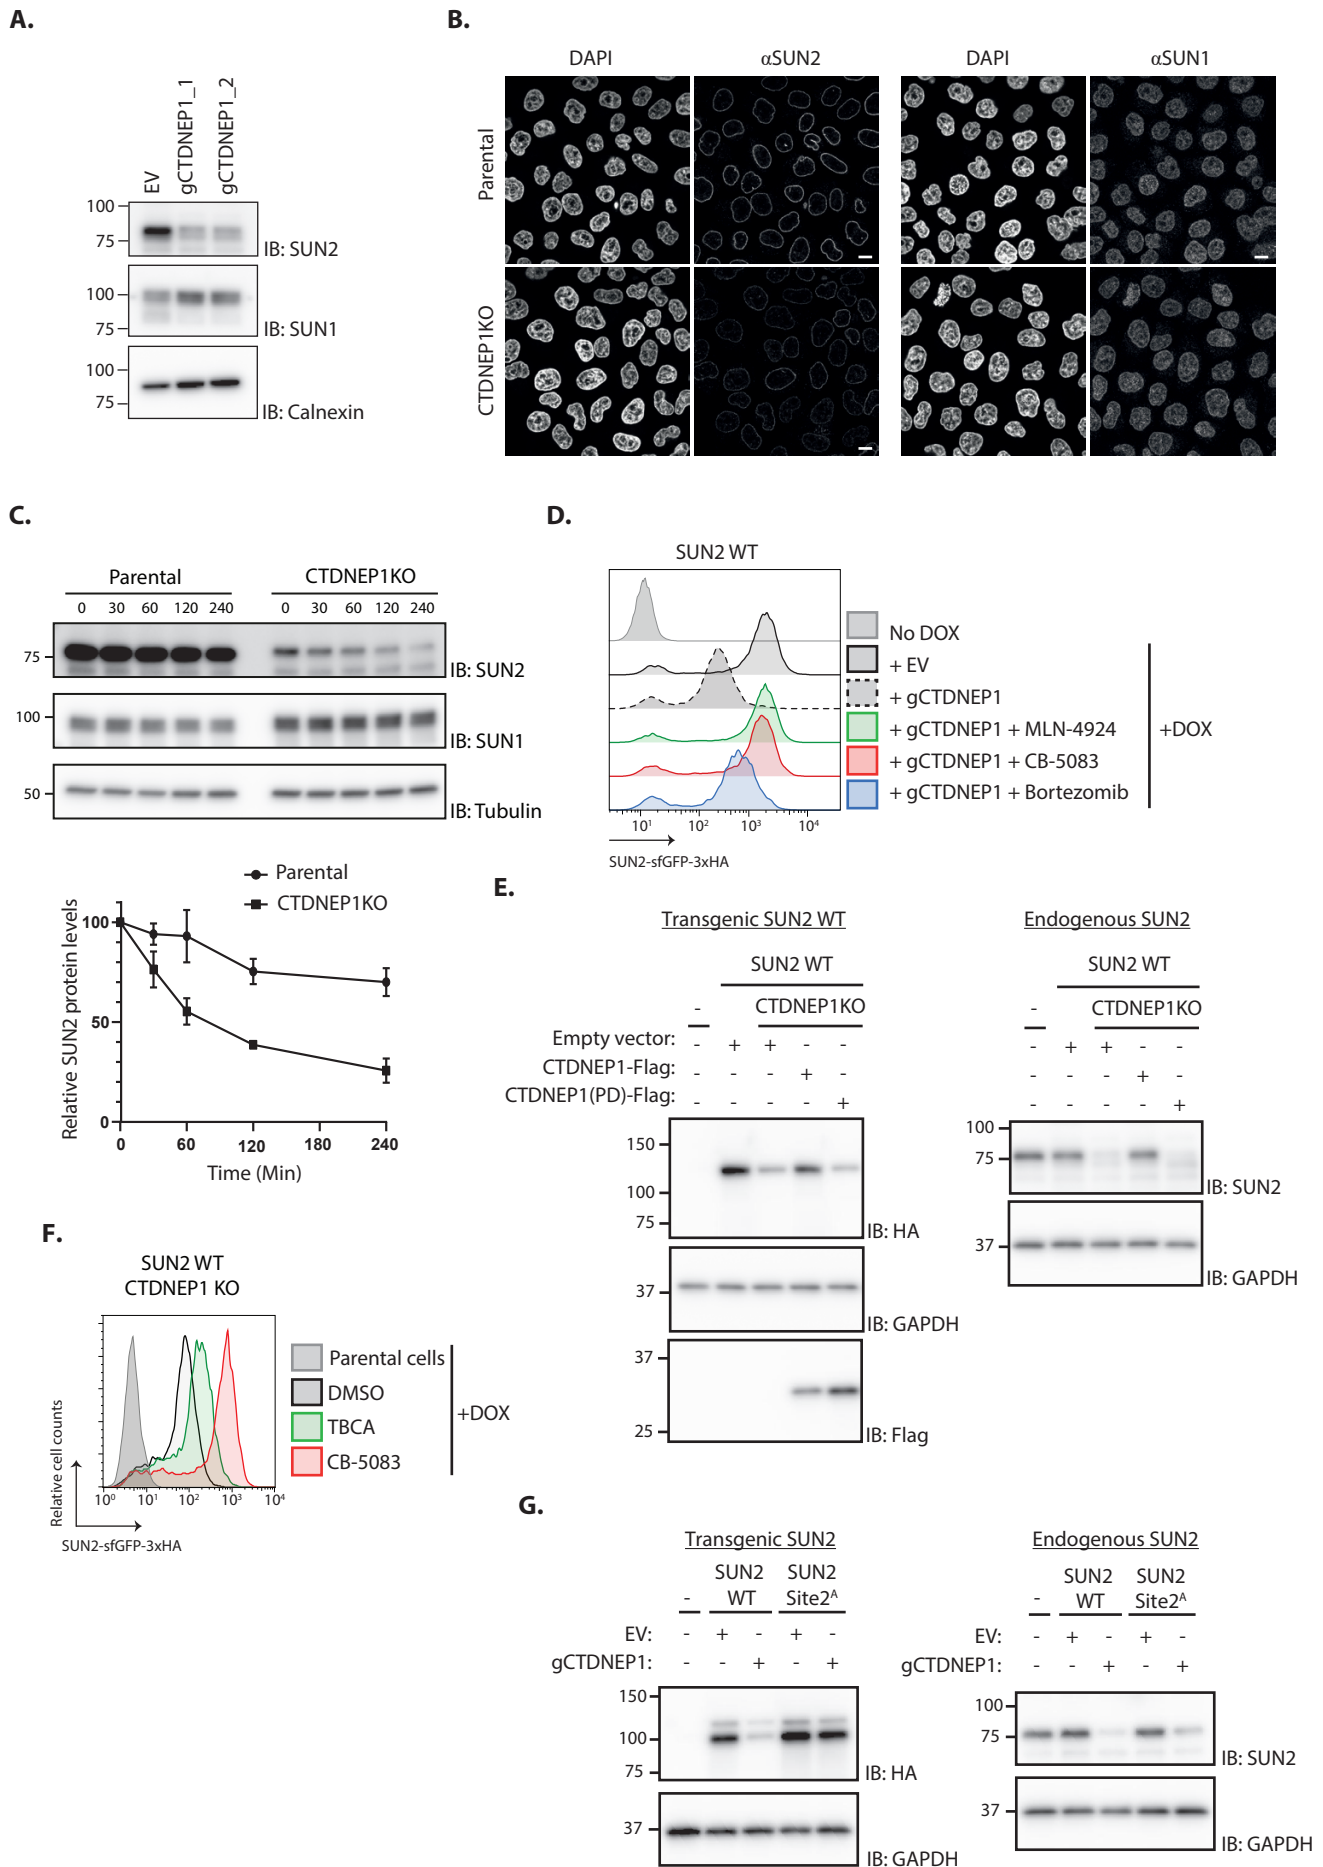 A.
EV
gCTDNEP1_1
gCTDNEP1_2
100
75
IB: SUN2
100
75
IB: SUN1
100
75
IB: Calnexin
B.
DAPI
αSUN2
DAPI
αSUN1
Parental
CTDNEP1KO
C.
Parental
CTDNEP1KO
0 30 60 120 240 0 30 60 120 240
75
IB: SUN2
100
IB: SUN1
50
IB: Tubulin
Parental
CTDNEP1KO
Relative SUN2 protein levels
100
50
0
0 60 120 180 240
Time (Min)
D.
SUN2 WT
No DOX
+ EV
+ gCTDNEP1
+ gCTDNEP1 + MLN-4924
+ gCTDNEP1 + CB-5083
+ gCTDNEP1 + Bortezomib
+DOX
10¹ 10² 10³ 10⁴
SUN2-sfGFP-3xHA
E.
Transgenic SUN2 WT
SUN2 WT
- CTDNEP1KO
Empty vector: - + + - -
CTDNEP1-Flag: - - - + -
CTDNEP1(PD)-Flag: - - - - +
150
100
75
IB: HA
37
IB: GAPDH
37
25
IB: Flag
Endogenous SUN2
SUN2 WT
- CTDNEP1KO
- + + - -
- - - + -
- - - - +
100
75
IB: SUN2
37
IB: GAPDH
F.
SUN2 WT
CTDNEP1 KO
Parental cells
DMSO
TBCA
CB-5083
+DOX
Relative cell counts
10⁰ 10¹ 10² 10³ 10⁴
SUN2-sfGFP-3xHA
G.
Transgenic SUN2
SUN2 SUN2
- WT Site2ᴬ
EV: - + - + -
gCTDNEP1: - - + - +
150
100
75
IB: HA
37
IB: GAPDH
Endogenous SUN2
SUN2 SUN2
- WT Site2ᴬ
EV: - + - + -
gCTDNEP1: - - + - +
100
75
IB: SUN2
37
IB: GAPDH